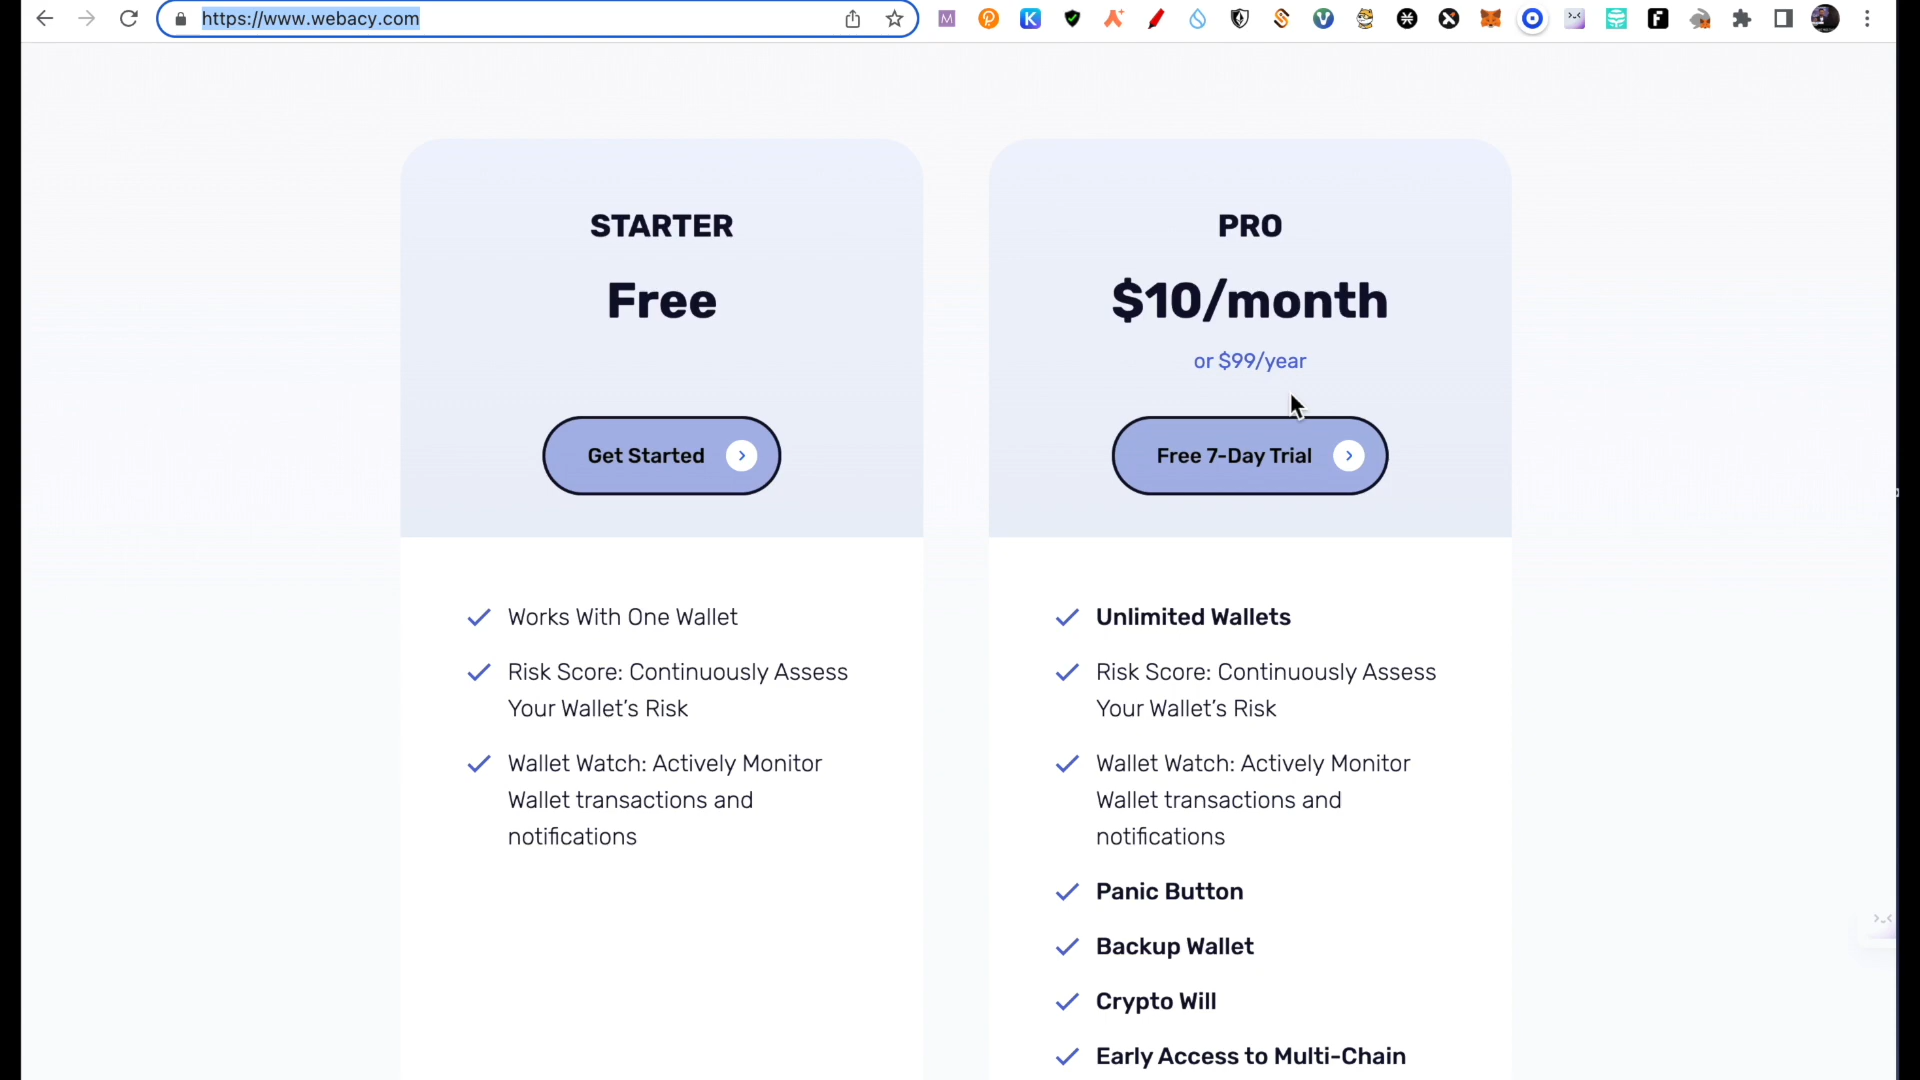 https://www.webacy.com
STARTER
Free
Get Started
Works With One Wallet
Risk Score: Continuously Assess
Your Wallet's Risk
Wallet Watch: Actively Monitor
Wallet transactions and
notifications
PRO
$10/month
or $99/year
Free 7-Day Trial
Unlimited Wallets
Risk Score: Continuously Assess
Your Wallet's Risk
Wallet Watch: Actively Monitor
Wallet transactions and
notifications
Panic Button
Backup Wallet
Crypto Will
Early Access to Multi-Chain